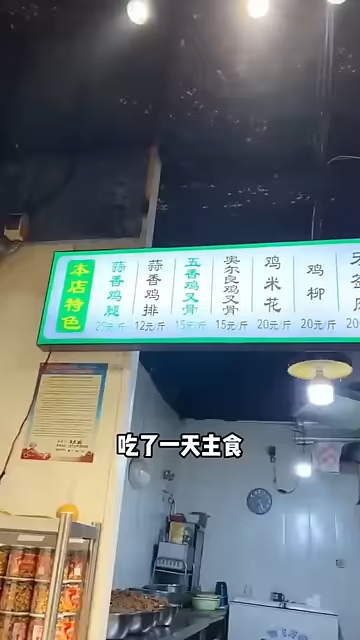 本店特色
蒜香鸡腿
25元/斤
蒜香鸡排
12元/斤
五香鸡叉骨
15元/斤
奥尔良鸡叉骨
15元/斤
鸡米花
20元/斤
鸡柳
20元/斤
吃了一天主食